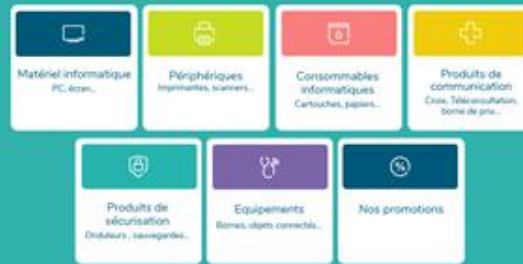 Matériel informatique
PC, écran...
Périphériques
Imprimantes, scanners...
Consommables
informatiques
Cartouches, papiers...
Produits de
communication
Croix, Téléconsultation,
borne de prix...
Produits de
sécurisation
Onduleurs, sauvegardes...
Equipements
Bornes, objets connectés...
Nos promotions